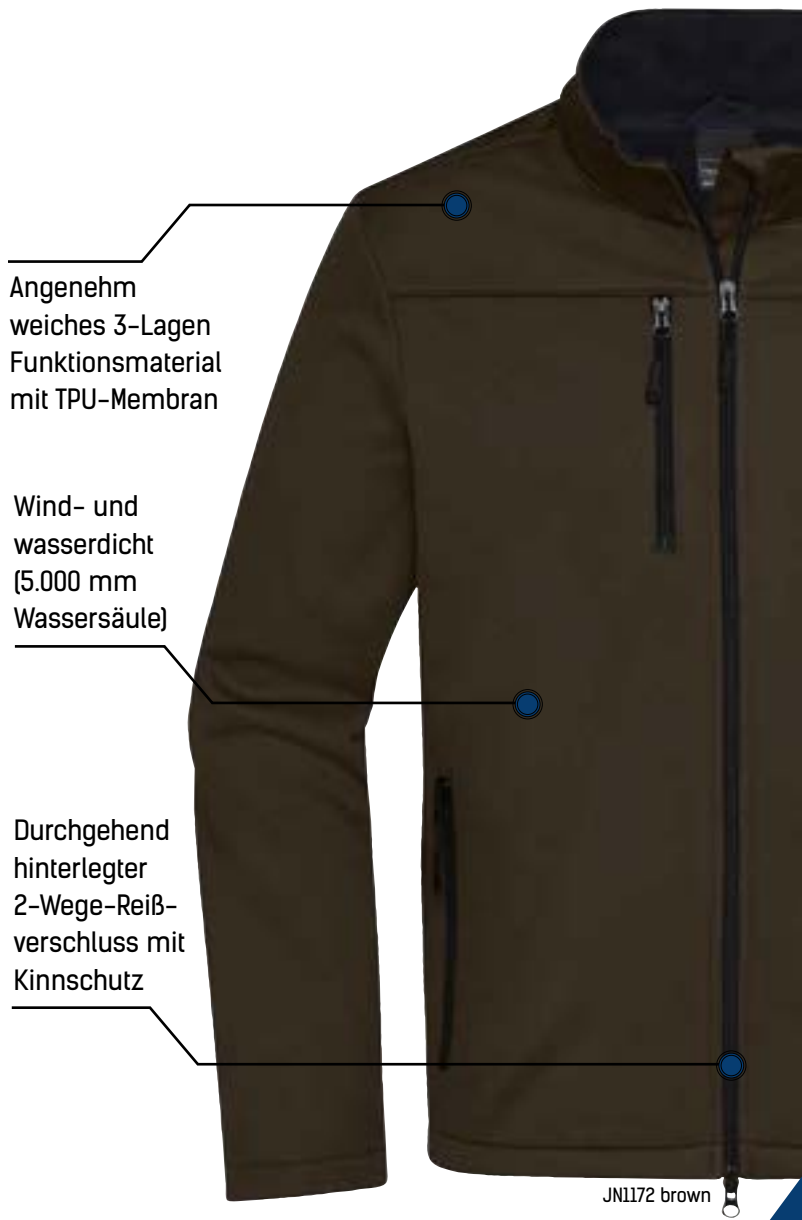 Angenehm
weiches 3-Lagen
Funktionsmaterial
mit TPU-Membran
Wind- und
wasserdicht
(5.000 mm
Wassersäule)
Durchgehend
hinterlegter
2-Wege-Reiß-
verschluss mit
Kinnschutz
JN1172 brown